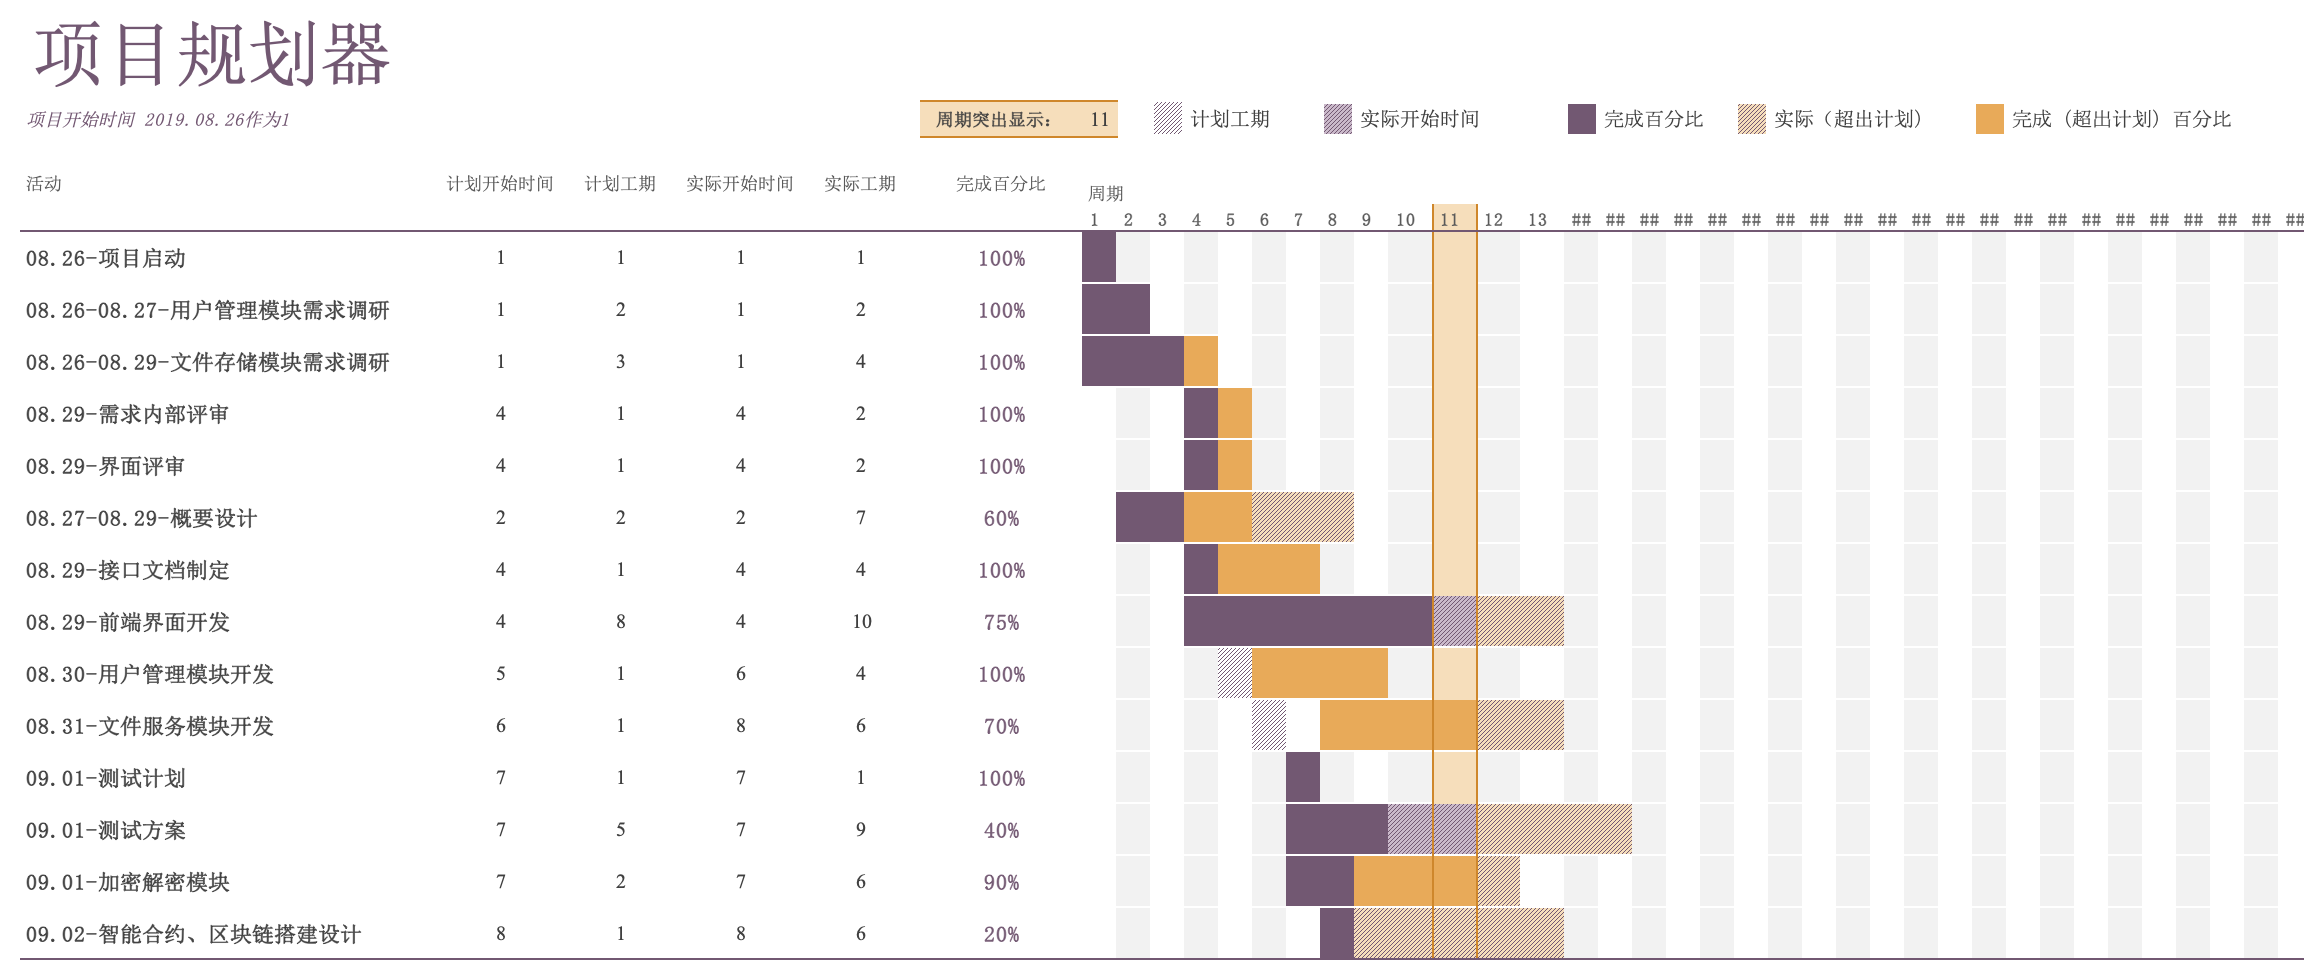 项目规划器
项目开始时间 2019.08.26作为1
周期突出显示: 11 计划工期 实际开始时间 完成百分比 实际（超出计划） 完成（超出计划）百分比
活动 计划开始时间 计划工期 实际开始时间 实际工期 完成百分比 周期
1 2 3 4 5 6 7 8 9 10 11 12 13 ## ## ## ## ## ## ## ## ## ## ## ## ## ## ## ## ## ## ## ## ## ##
08.26-项目启动 1 1 1 1 100%
08.26-08.27-用户管理模块需求调研 1 2 1 2 100%
08.26-08.29-文件存储模块需求调研 1 3 1 4 100%
08.29-需求内部评审 4 1 4 2 100%
08.29-界面评审 4 1 4 2 100%
08.27-08.29-概要设计 2 2 2 7 60%
08.29-接口文档制定 4 1 4 4 100%
08.29-前端界面开发 4 8 4 10 75%
08.30-用户管理模块开发 5 1 6 4 100%
08.31-文件服务模块开发 6 1 8 6 70%
09.01-测试计划 7 1 7 1 100%
09.01-测试方案 7 5 7 9 40%
09.01-加密解密模块 7 2 7 6 90%
09.02-智能合约、区块链搭建设计 8 1 8 6 20%